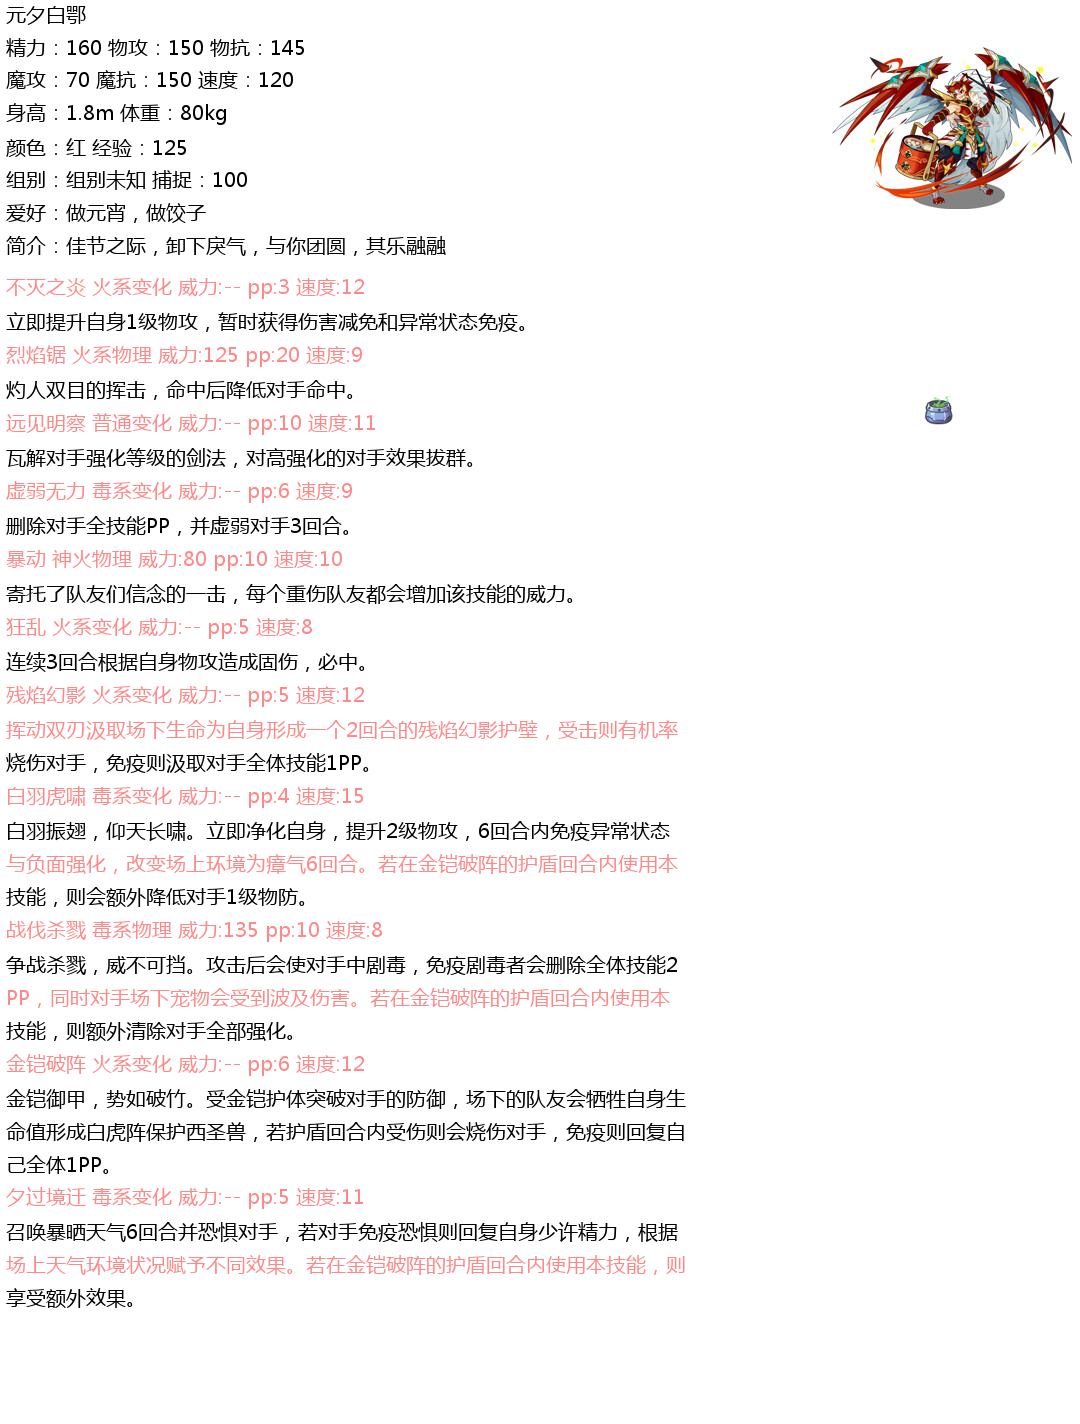 元夕白鄂
精力：160 物攻：150 物抗：145
魔攻：70 魔抗：150 速度：120
身高：1.8m 体重：80kg
颜色：红 经验：125
组别：组别未知 捕捉：100
爱好：做元宵，做饺子
简介：佳节之际，卸下戾气，与你团圆，其乐融融
不灭之炎 火系变化 威力:-- pp:3 速度:12
立即提升自身1级物攻，暂时获得伤害减免和异常状态免疫。
烈焰锯 火系物理 威力:125 pp:20 速度:9
灼人双目的挥击，命中后降低对手命中。
远见明察 普通变化 威力:-- pp:10 速度:11
瓦解对手强化等级的剑法，对高强化的对手效果拔群。
虚弱无力 毒系变化 威力:-- pp:6 速度:9
删除对手全技能PP，并虚弱对手3回合。
暴动 神火物理 威力:80 pp:10 速度:10
寄托了队友们信念的一击，每个重伤队友都会增加该技能的威力。
狂乱 火系变化 威力:-- pp:5 速度:8
连续3回合根据自身物攻造成固伤，必中。
残焰幻影 火系变化 威力:-- pp:5 速度:12
挥动双刃汲取场下生命为自身形成一个2回合的残焰幻影护壁，受击则有机率
烧伤对手，免疫则汲取对手全体技能1PP。
白羽虎啸 毒系变化 威力:-- pp:4 速度:15
白羽振翅，仰天长啸。立即净化自身，提升2级物攻，6回合内免疫异常状态
与负面强化，改变场上环境为瘴气6回合。若在金铠破阵的护盾回合内使用本
技能，则会额外降低对手1级物防。
战伐杀戮 毒系物理 威力:135 pp:10 速度:8
争战杀戮，威不可挡。攻击后会使对手中剧毒，免疫剧毒者会删除全体技能2
PP，同时对手场下宠物会受到波及伤害。若在金铠破阵的护盾回合内使用本
技能，则额外清除对手全部强化。
金铠破阵 火系变化 威力:-- pp:6 速度:12
金铠御甲，势如破竹。受金铠护体突破对手的防御，场下的队友会牺牲自身生
命值形成白虎阵保护西圣兽，若护盾回合内受伤则会烧伤对手，免疫则回复自
己全体1PP。
夕过境迁 毒系变化 威力:-- pp:5 速度:11
召唤暴晒天气6回合并恐惧对手，若对手免疫恐惧则回复自身少许精力，根据
场上天气环境状况赋予不同效果。若在金铠破阵的护盾回合内使用本技能，则
享受额外效果。